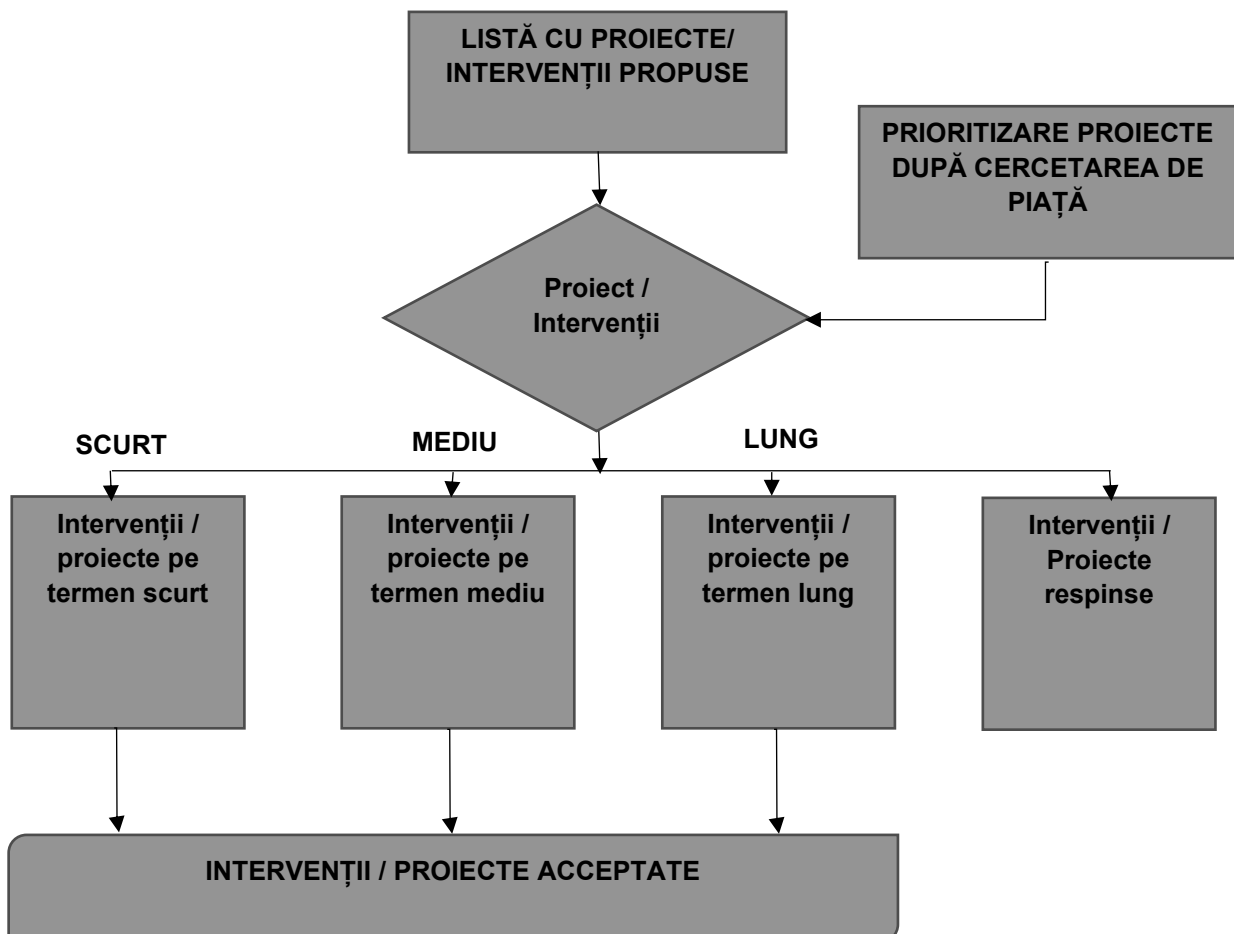 LISTĂ CU PROIECTE/
INTERVENȚII PROPUSE
PRIORITIZARE PROIECTE
DUPĂ CERCETAREA DE
PIAȚĂ
Proiect /
Intervenții
SCURT
MEDIU
LUNG
Intervenții /
proiecte pe
termen scurt
Intervenții /
proiecte pe
termen mediu
Intervenții /
proiecte pe
termen lung
Intervenții /
Proiecte
respinse
INTERVENȚII / PROIECTE ACCEPTATE